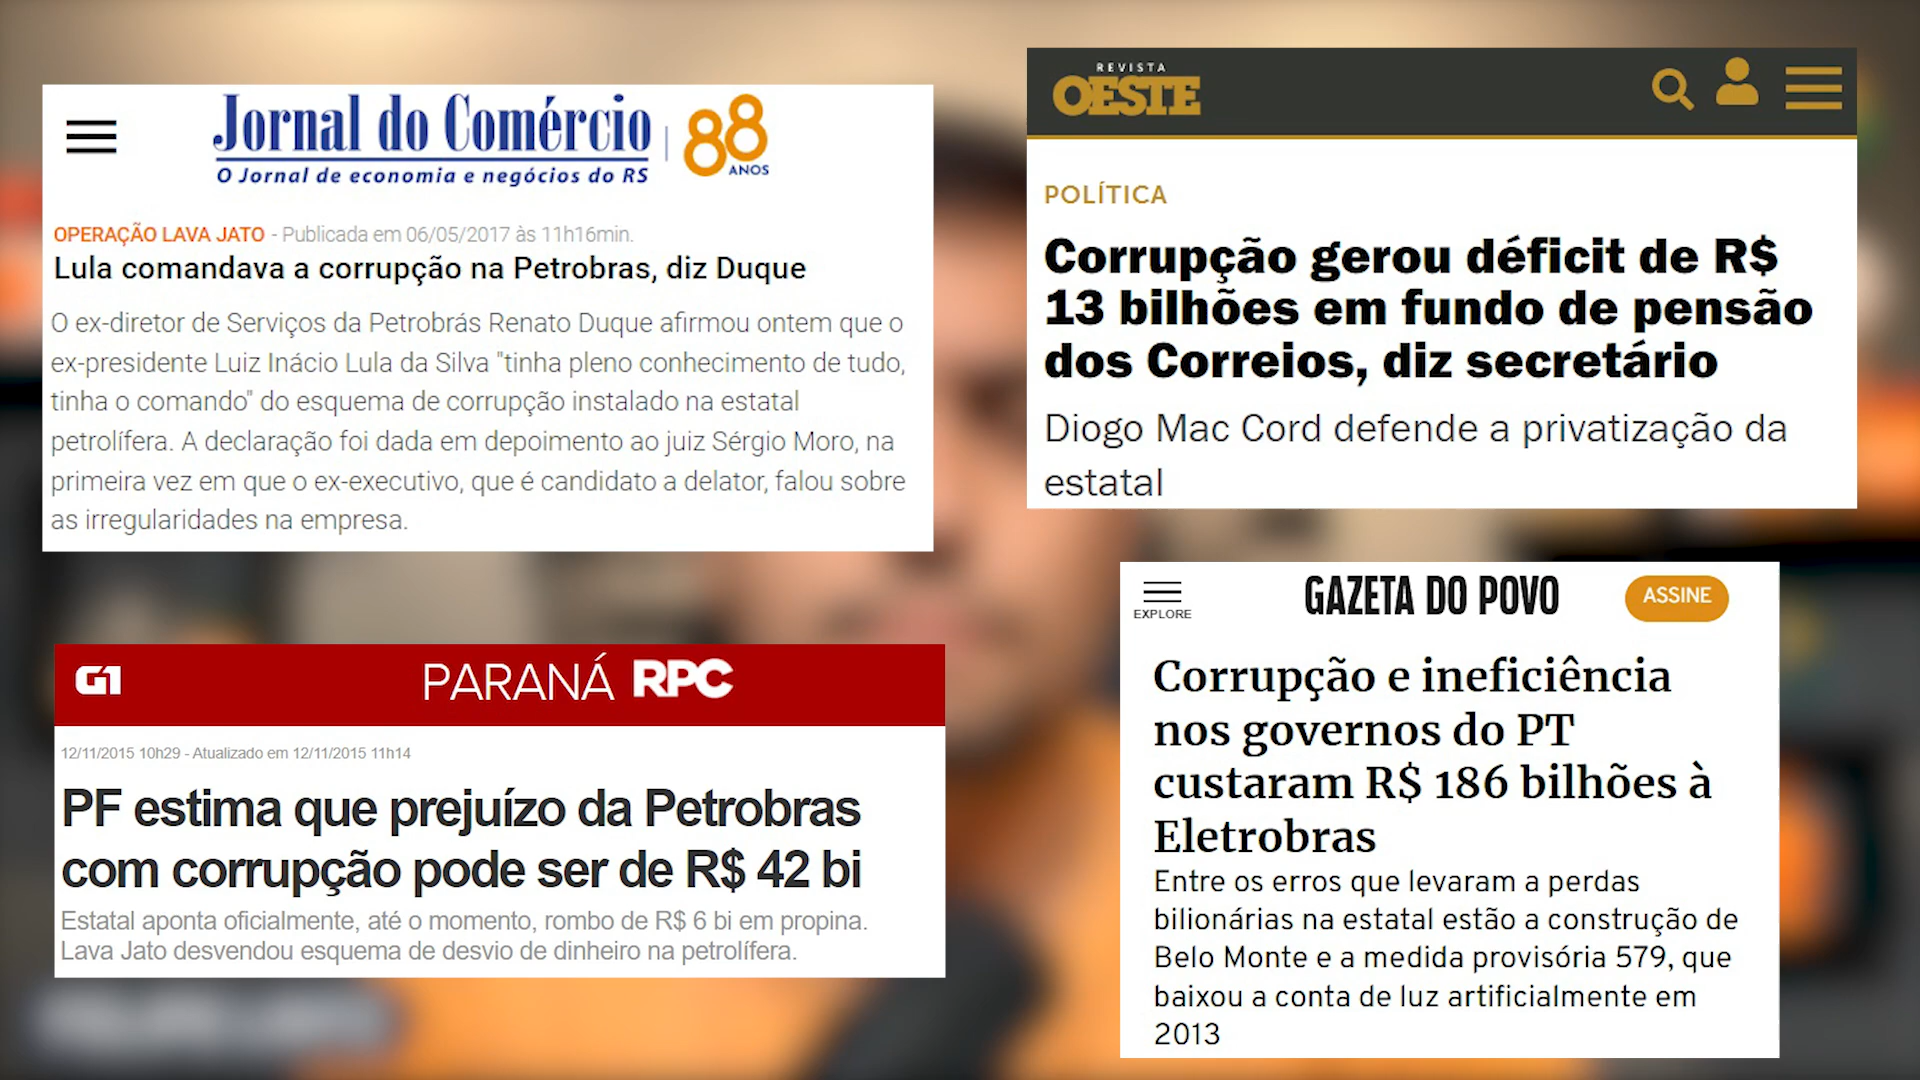 Jornal do Comércio
88
ANOS
O Jornal de economia e negócios do RS
OPERAÇÃO LAVA JATO - Publicada em 06/05/2017 às 11h16min.
Lula comandava a corrupção na Petrobras, diz Duque
O ex-diretor de Serviços da Petrobrás Renato Duque afirmou ontem que o
ex-presidente Luiz Inácio Lula da Silva "tinha pleno conhecimento de tudo,
tinha o comando" do esquema de corrupção instalado na estatal
petrolífera. A declaração foi dada em depoimento ao juiz Sérgio Moro, na
primeira vez em que o ex-executivo, que é candidato a delator, falou sobre
as irregularidades na empresa.
REVISTA
OESTE
POLÍTICA
Corrupção gerou déficit de R$
13 bilhões em fundo de pensão
dos Correios, diz secretário
Diogo Mac Cord defende a privatização da
estatal
G1
PARANÁ RPC
12/11/2015 10h29 - Atualizado em 12/11/2015 11h14
PF estima que prejuízo da Petrobras
com corrupção pode ser de R$ 42 bi
Estatal aponta oficialmente, até o momento, rombo de R$ 6 bi em propina.
Lava Jato desvendou esquema de desvio de dinheiro na petrolífera.
EXPLORE
GAZETA DO POVO
ASSINE
Corrupção e ineficiência
nos governos do PT
custaram R$ 186 bilhões à
Eletrobras
Entre os erros que levaram a perdas
bilionárias na estatal estão a construção de
Belo Monte e a medida provisória 579, que
baixou a conta de luz artificialmente em
2013